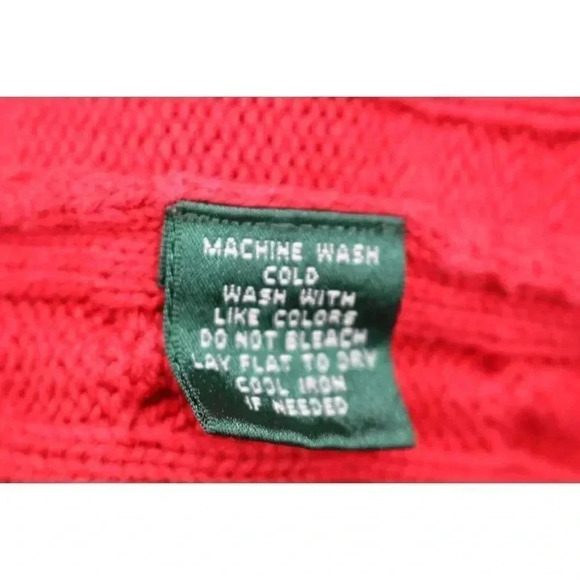 MACHINE WASH
COLD
WASH WITH
LIKE COLORS
DO NOT BLEACH
LAY FLAT TO DRY
COOL IRON
IF NEEDED